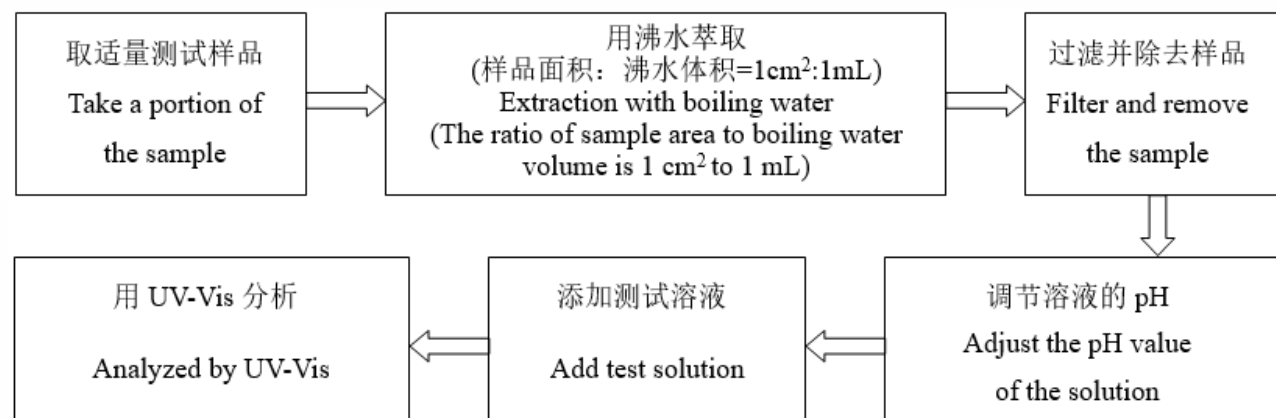 取适量测试样品
Take a portion of
the sample
用沸水萃取
(样品面积：沸水体积=1cm²:1mL)
Extraction with boiling water
(The ratio of sample area to boiling water
volume is 1 cm² to 1 mL)
过滤并除去样品
Filter and remove
the sample
调节溶液的 pH
Adjust the pH value
of the solution
添加测试溶液
Add test solution
用 UV-Vis 分析
Analyzed by UV-Vis